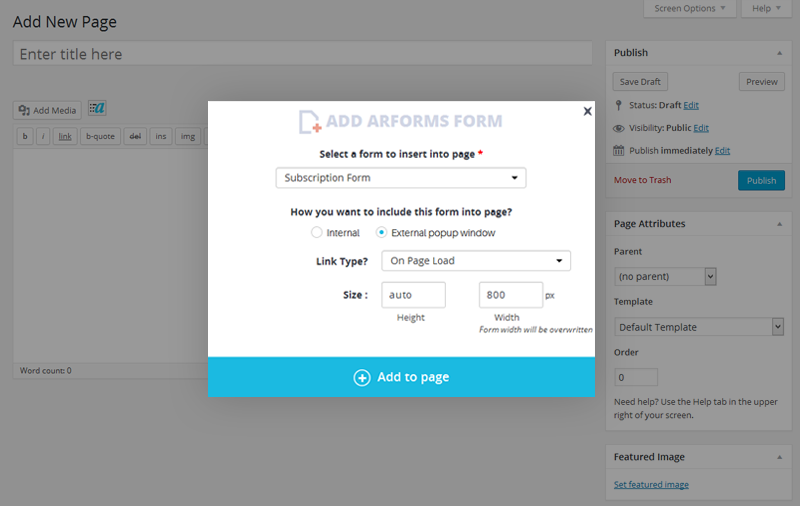 Screen Options
Help
Add New Page
Enter title here
Add Media
b
i
link
b-quote
del
ins
img
Word count: 0
ADD ARFORMS FORM
X
Select a form to insert into page *
Subscription Form
How you want to include this form into page?
Internal
External popup window
Link Type?
On Page Load
Size :
auto
800
px
Height
Width
Form width will be overwritten
Add to page
Publish
Save Draft
Preview
Status: Draft Edit
Visibility: Public Edit
Publish immediately Edit
Move to Trash
Publish
Page Attributes
Parent
(no parent)
Template
Default Template
Order
0
Need help? Use the Help tab in the upper
right of your screen.
Featured Image
Set featured image